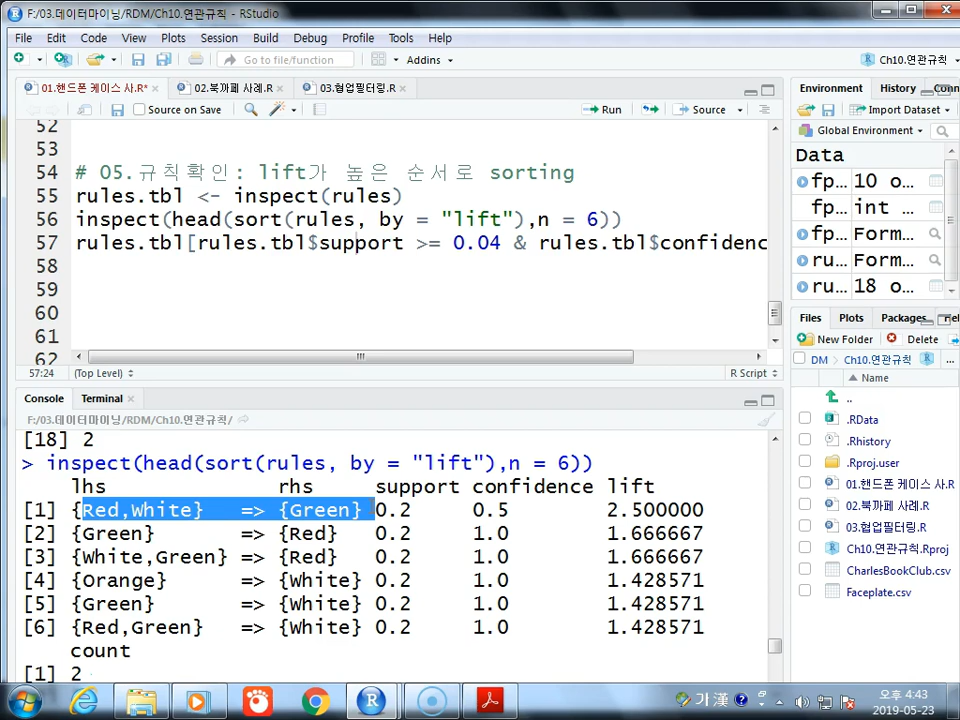 F:/03.데이터마이닝/RDM/Ch10.연관규칙 - RStudio
File Edit Code View Plots Session Build Debug Profile Tools Help
Go to file/function Addins Ch10.연관규칙
01.핸드폰 케이스 사.R* 02.북까페 사례.R 03.협업필터링.R
Source on Save Run Source
52
53
54 # 05.규칙확인: lift가 높은 순서로 sorting
55 rules.tbl <- inspect(rules)
56 inspect(head(sort(rules, by = "lift"),n = 6))
57 rules.tbl[rules.tbl$support >= 0.04 & rules.tbl$confidenc
58
59
60
61
62
57:24 (Top Level) R Script
Console Terminal
F:/03.데이터마이닝/RDM/Ch10.연관규칙/
[18] 2
> inspect(head(sort(rules, by = "lift"),n = 6))
lhs rhs support confidence lift
[1] {Red,White} => {Green} 0.2 0.5 2.500000
[2] {Green} => {Red} 0.2 1.0 1.666667
[3] {White,Green} => {Red} 0.2 1.0 1.666667
[4] {Orange} => {White} 0.2 1.0 1.428571
[5] {Green} => {White} 0.2 1.0 1.428571
[6] {Red,Green} => {White} 0.2 1.0 1.428571
count
[1] 2
Environment History Conn
Import Dataset
Global Environment
Data
fp... 10 o...
fp... int ...
fp... Form...
ru... Form...
ru... 18 o...
Files Plots Packages Hel
New Folder Delete
DM Ch10.연관규칙 ...
Name
..
.RData
.Rhistory
.Rproj.user
01.핸드폰 케이스 사.R
02.북까페 사례.R
03.협업필터링.R
Ch10.연관규칙.Rproj
CharlesBookClub.csv
Faceplate.csv
가 漢
오후 4:43
2019-05-23